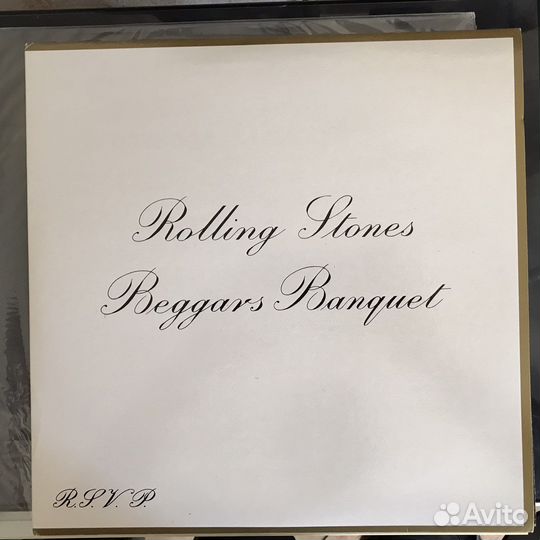 Rolling Stones
Beggars Banquet
R.S.V.P.
Avito